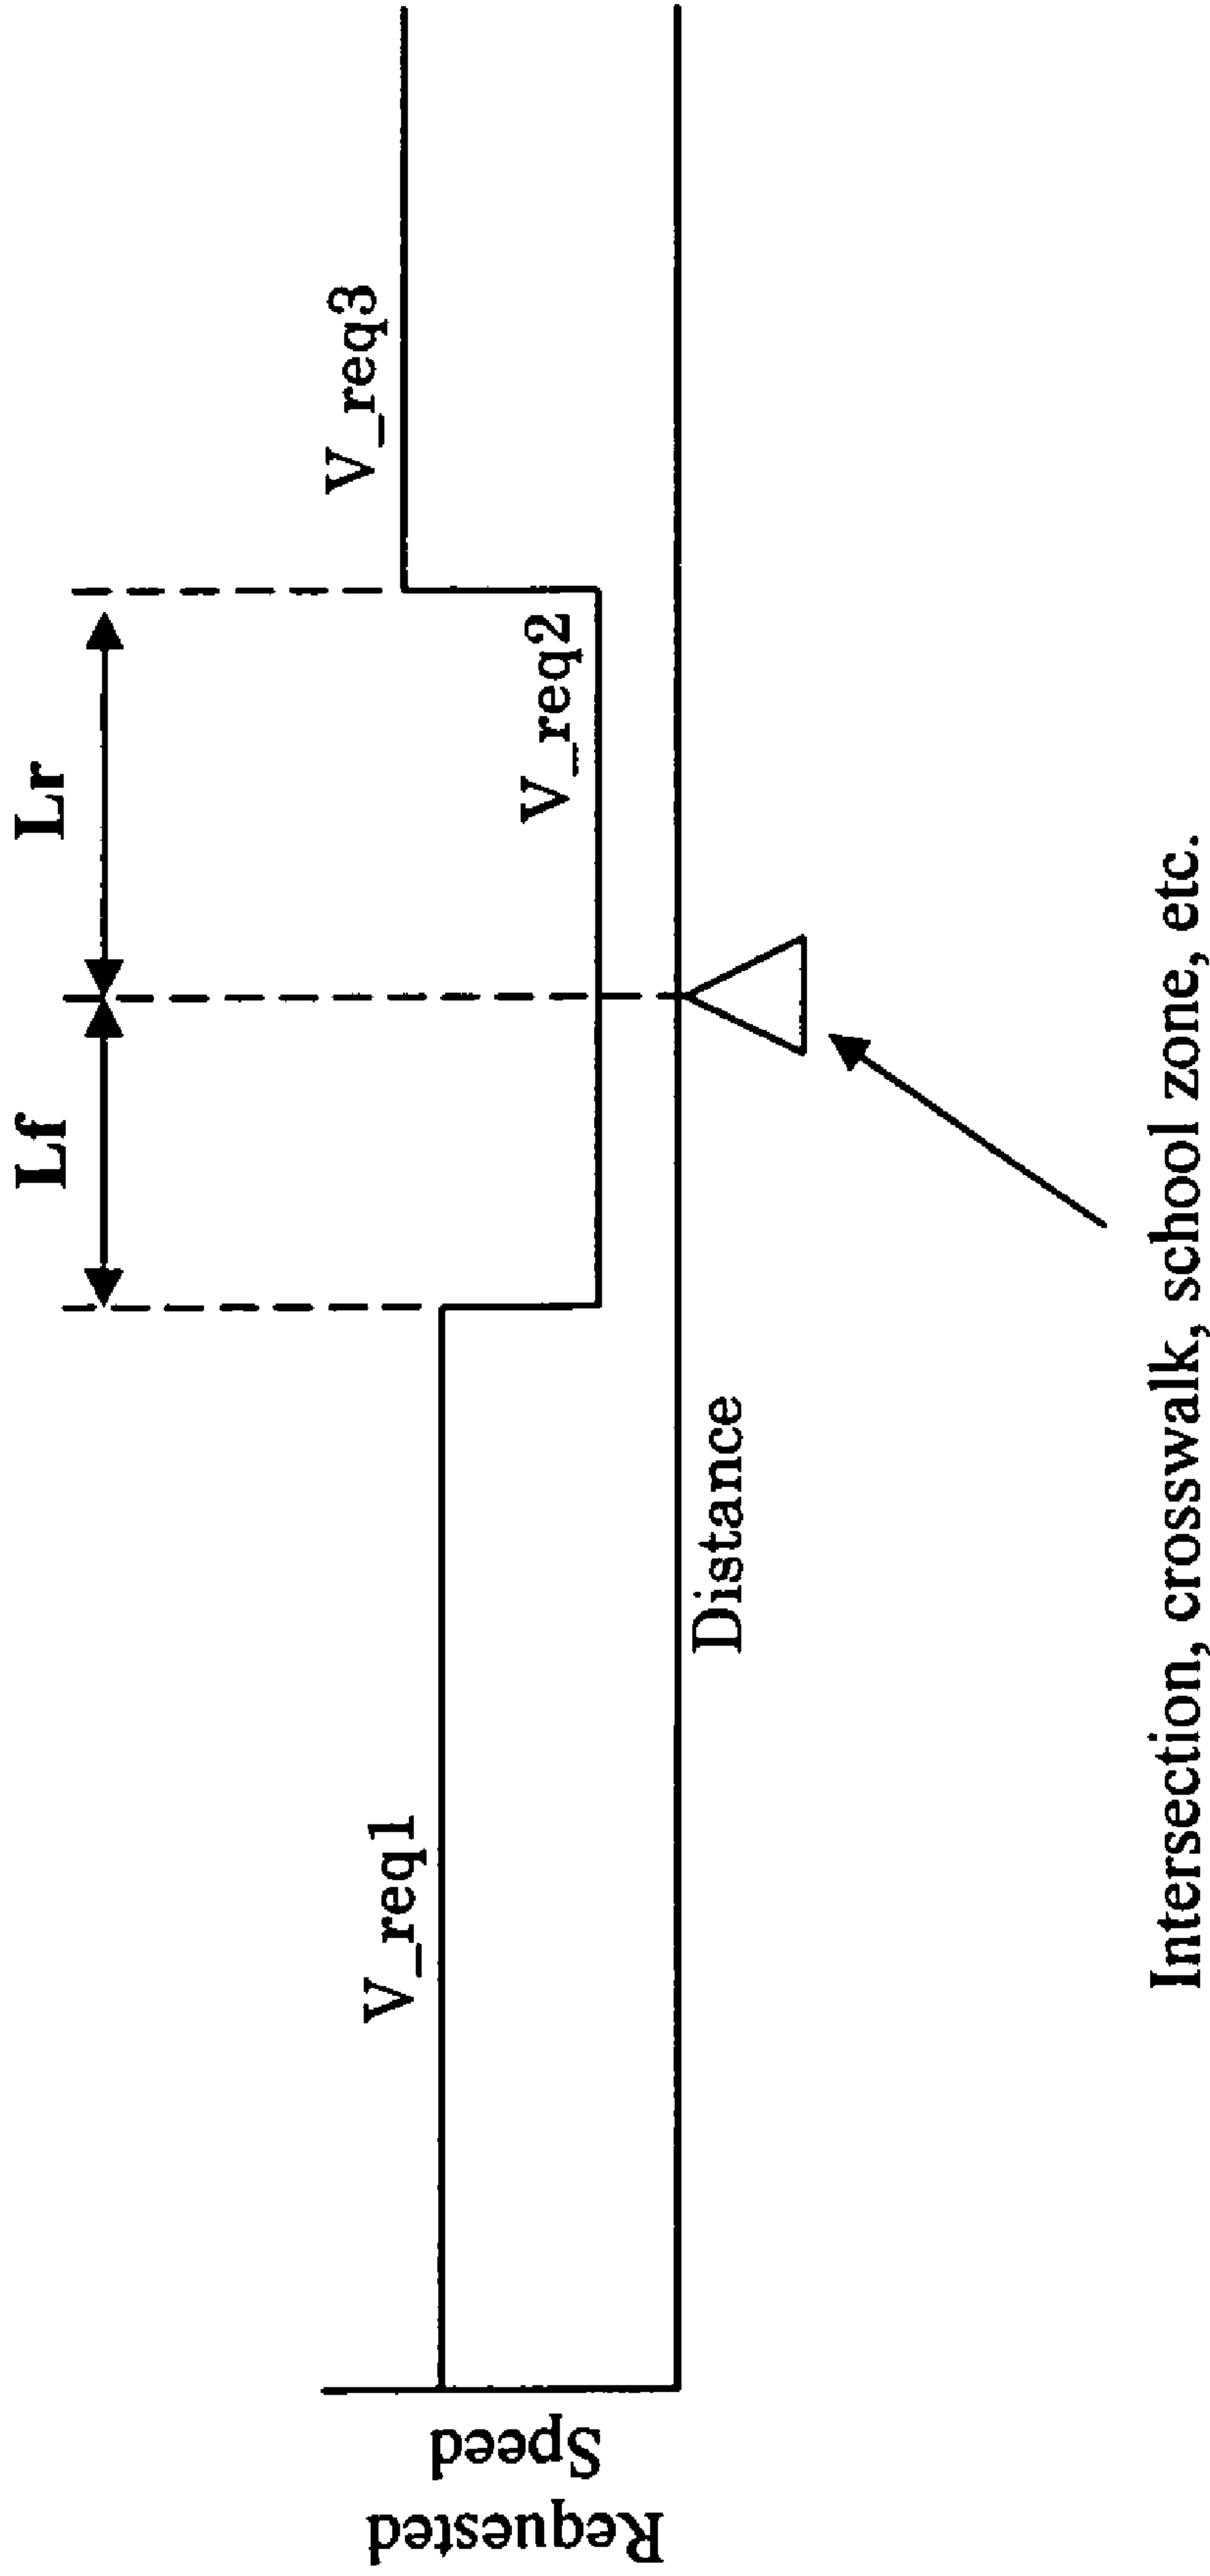 Lf
Lr
V_req1
V_req2
V_req3
Requested
Speed
Distance
Intersection, crosswalk, school zone, etc.